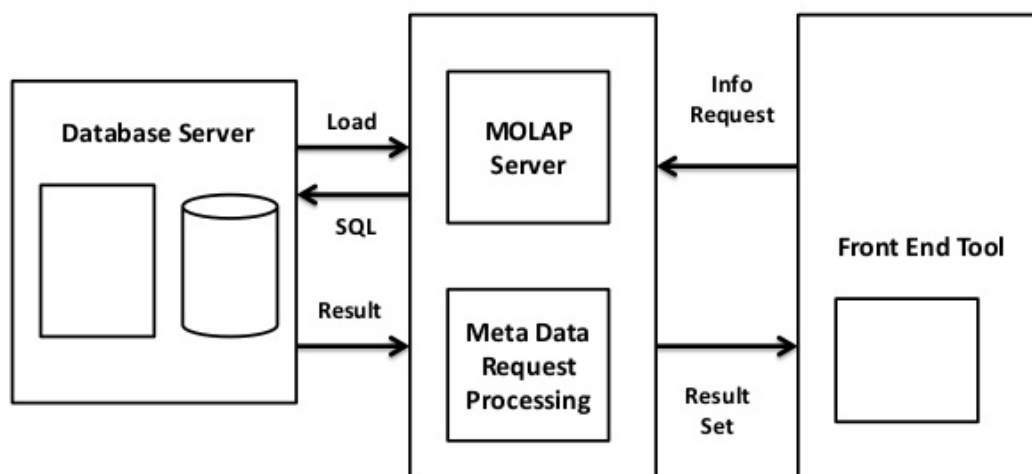 Database Server
Load
SQL
Result
MOLAP
Server
Meta Data
Request
Processing
Info
Request
Result
Set
Front End Tool